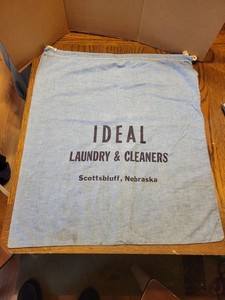 IDEAL
LAUNDRY & CLEANERS
Scottsbluff, Nebraska